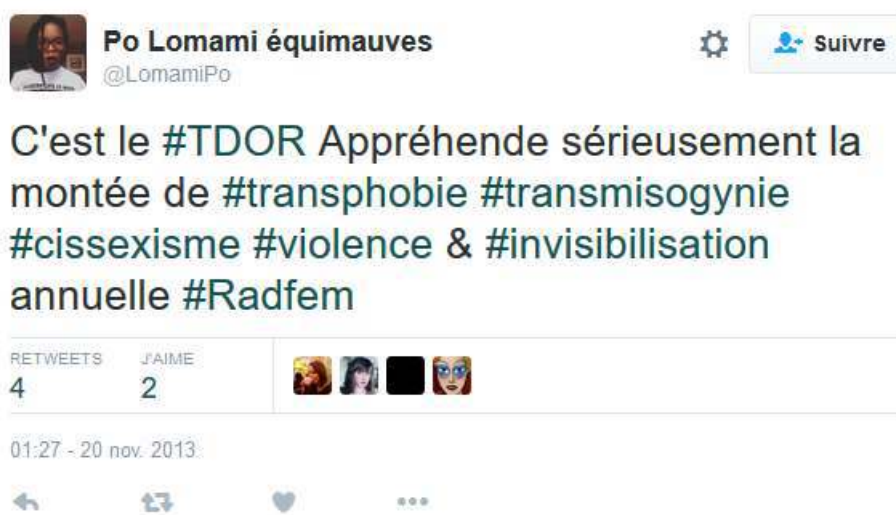 Po Lomami équimauves
@LomamiPo
Suivre
C'est le #TDOR Appréhende sérieusement la
montée de #transphobie #transmisogynie
#cissexisme #violence & #invisibilisation
annuelle #Radfem
RETWEETS J'AIME
4 2
01:27 - 20 nov. 2013